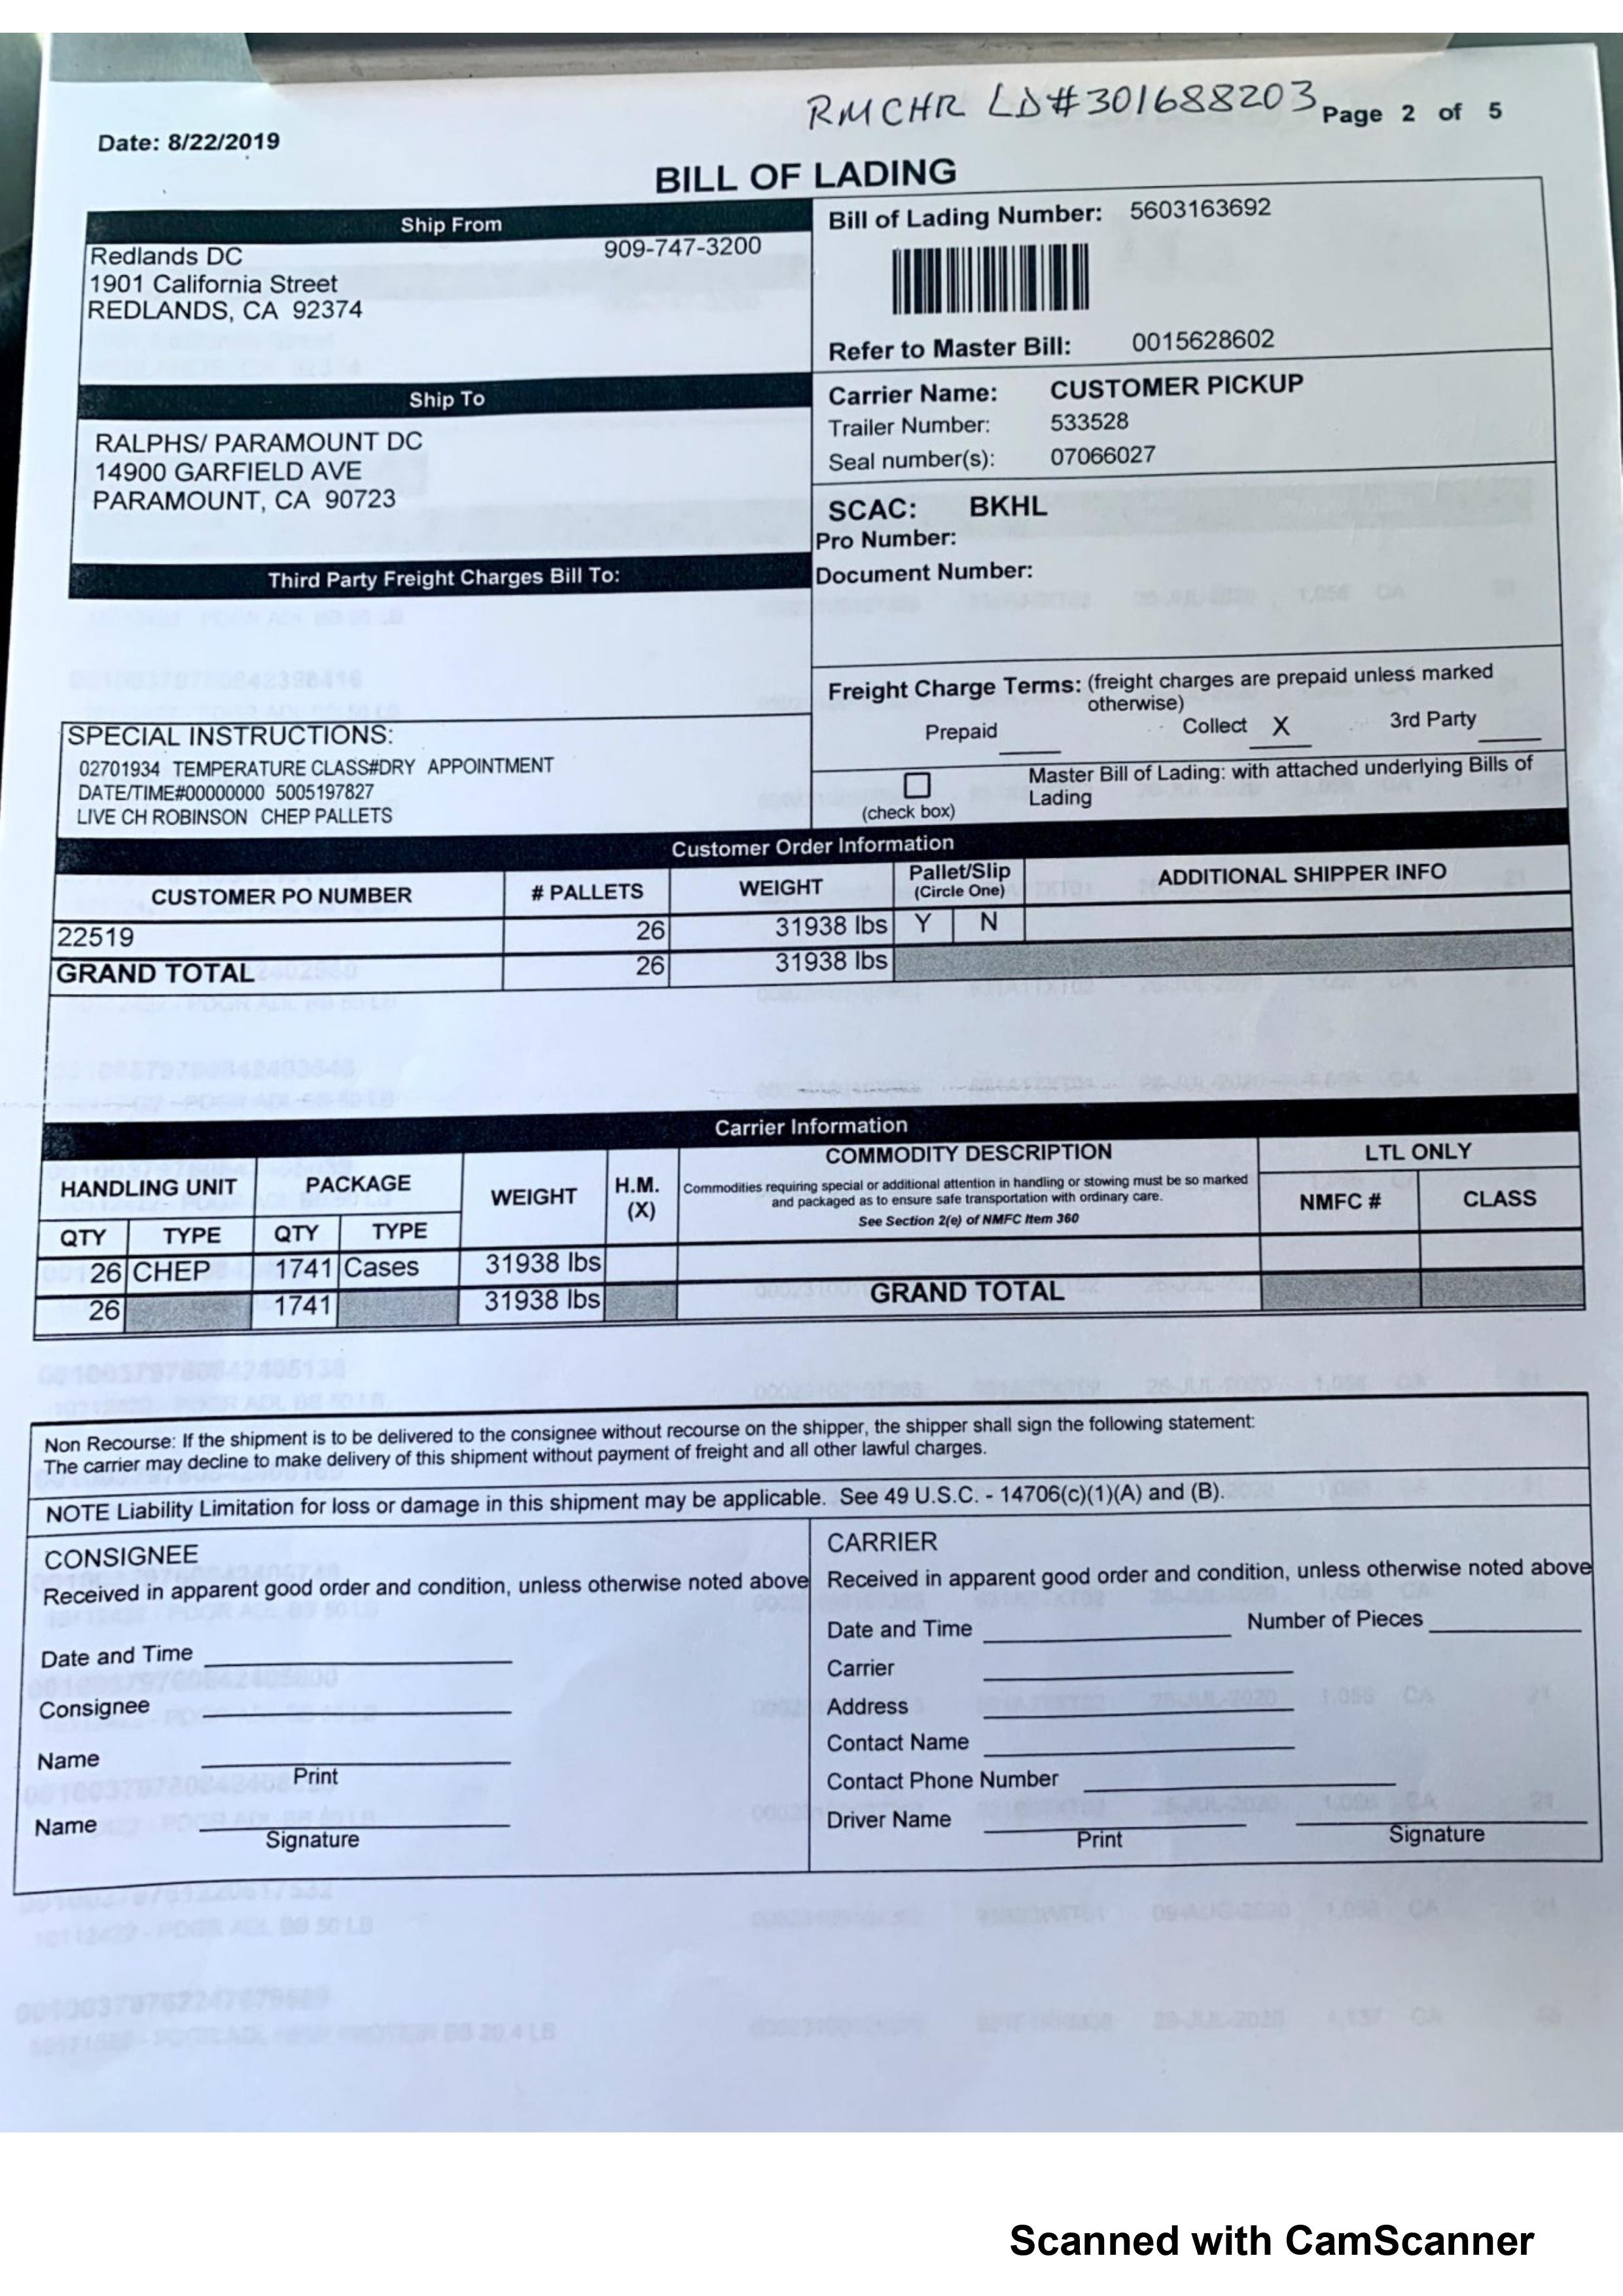 RMCHR LD#301688203
Page 2 of 5
Date: 8/22/2019
BILL OF LADING
Ship From
Redlands DC 909-747-3200
1901 California Street
REDLANDS, CA 92374
Bill of Lading Number: 5603163692
Refer to Master Bill: 0015628602
Ship To
RALPHS/ PARAMOUNT DC
14900 GARFIELD AVE
PARAMOUNT, CA 90723
Carrier Name: CUSTOMER PICKUP
Trailer Number: 533528
Seal number(s): 07066027
SCAC: BKHL
Pro Number:
Document Number:
Third Party Freight Charges Bill To:
Freight Charge Terms: (freight charges are prepaid unless marked
otherwise)
Prepaid Collect X 3rd Party
SPECIAL INSTRUCTIONS:
02701934 TEMPERATURE CLASS#DRY APPOINTMENT
DATE/TIME#00000000 5005197827
LIVE CH ROBINSON CHEP PALLETS
(check box)
Master Bill of Lading: with attached underlying Bills of
Lading
Customer Order Information
CUSTOMER PO NUMBER # PALLETS WEIGHT Pallet/Slip (Circle One) ADDITIONAL SHIPPER INFO
22519 26 31938 lbs Y N
GRAND TOTAL 26 31938 lbs
Carrier Information
HANDLING UNIT PACKAGE WEIGHT H.M. (X) COMMODITY DESCRIPTION LTL ONLY
Commodities requiring special or additional attention in handling or stowing must be so marked
and packaged as to ensure safe transportation with ordinary care.
See Section 2(e) of NMFC Item 360
NMFC # CLASS
QTY TYPE QTY TYPE
26 CHEP 1741 Cases 31938 lbs
26 1741 31938 lbs GRAND TOTAL
Non Recourse: If the shipment is to be delivered to the consignee without recourse on the shipper, the shipper shall sign the following statement:
The carrier may decline to make delivery of this shipment without payment of freight and all other lawful charges.
NOTE Liability Limitation for loss or damage in this shipment may be applicable. See 49 U.S.C. - 14706(c)(1)(A) and (B).
CONSIGNEE
Received in apparent good order and condition, unless otherwise noted above
Date and Time
Consignee
Name
Print
Name
Signature
CARRIER
Received in apparent good order and condition, unless otherwise noted above
Date and Time Number of Pieces
Carrier
Address
Contact Name
Contact Phone Number
Driver Name
Print Signature
Scanned with CamScanner